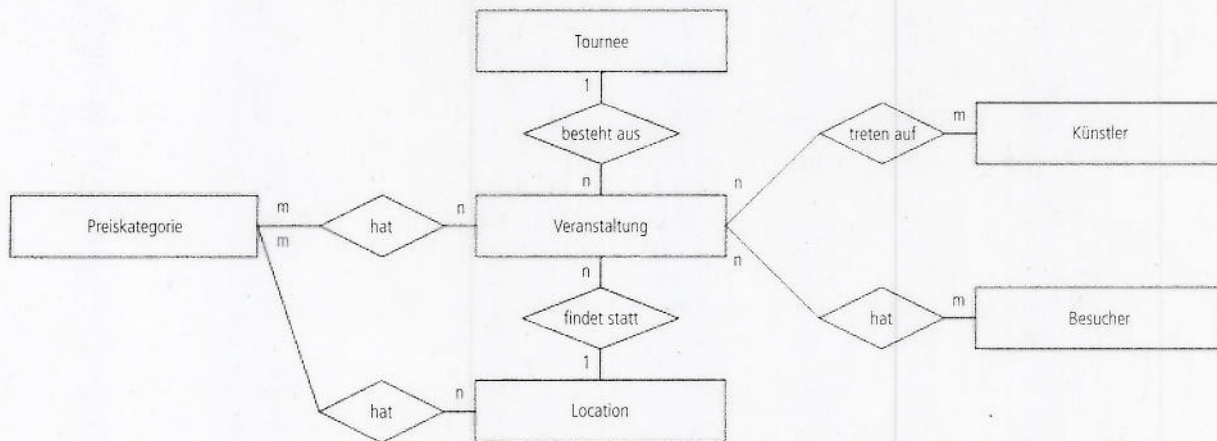 Tournee
1
besteht aus
n
treten auf
m
Künstler
n
Preiskategorie
m
hat
n
Veranstaltung
m
n
n
findet statt
hat
m
Besucher
1
hat
n
Location